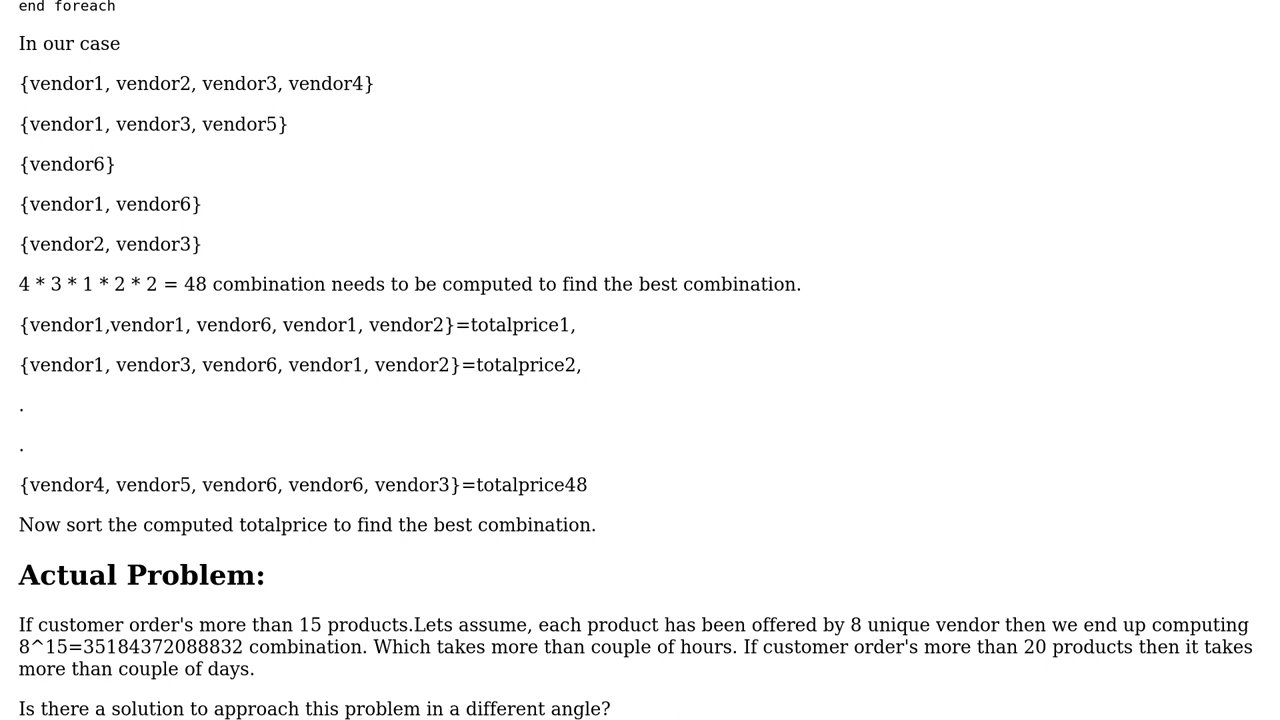 end foreach
In our case
{vendor1, vendor2, vendor3, vendor4}
{vendor1, vendor3, vendor5}
{vendor6}
{vendor1, vendor6}
{vendor2, vendor3}
4 * 3 * 1 * 2 * 2 = 48 combination needs to be computed to find the best combination.
{vendor1,vendor1, vendor6, vendor1, vendor2}=totalprice1,
{vendor1, vendor3, vendor6, vendor1, vendor2}=totalprice2,
.
.
{vendor4, vendor5, vendor6, vendor6, vendor3}=totalprice48
Now sort the computed totalprice to find the best combination.
Actual Problem:
If customer order's more than 15 products.Lets assume, each product has been offered by 8 unique vendor then we end up computing
8^15=35184372088832 combination. Which takes more than couple of hours. If customer order's more than 20 products then it takes
more than couple of days.
Is there a solution to approach this problem in a different angle?